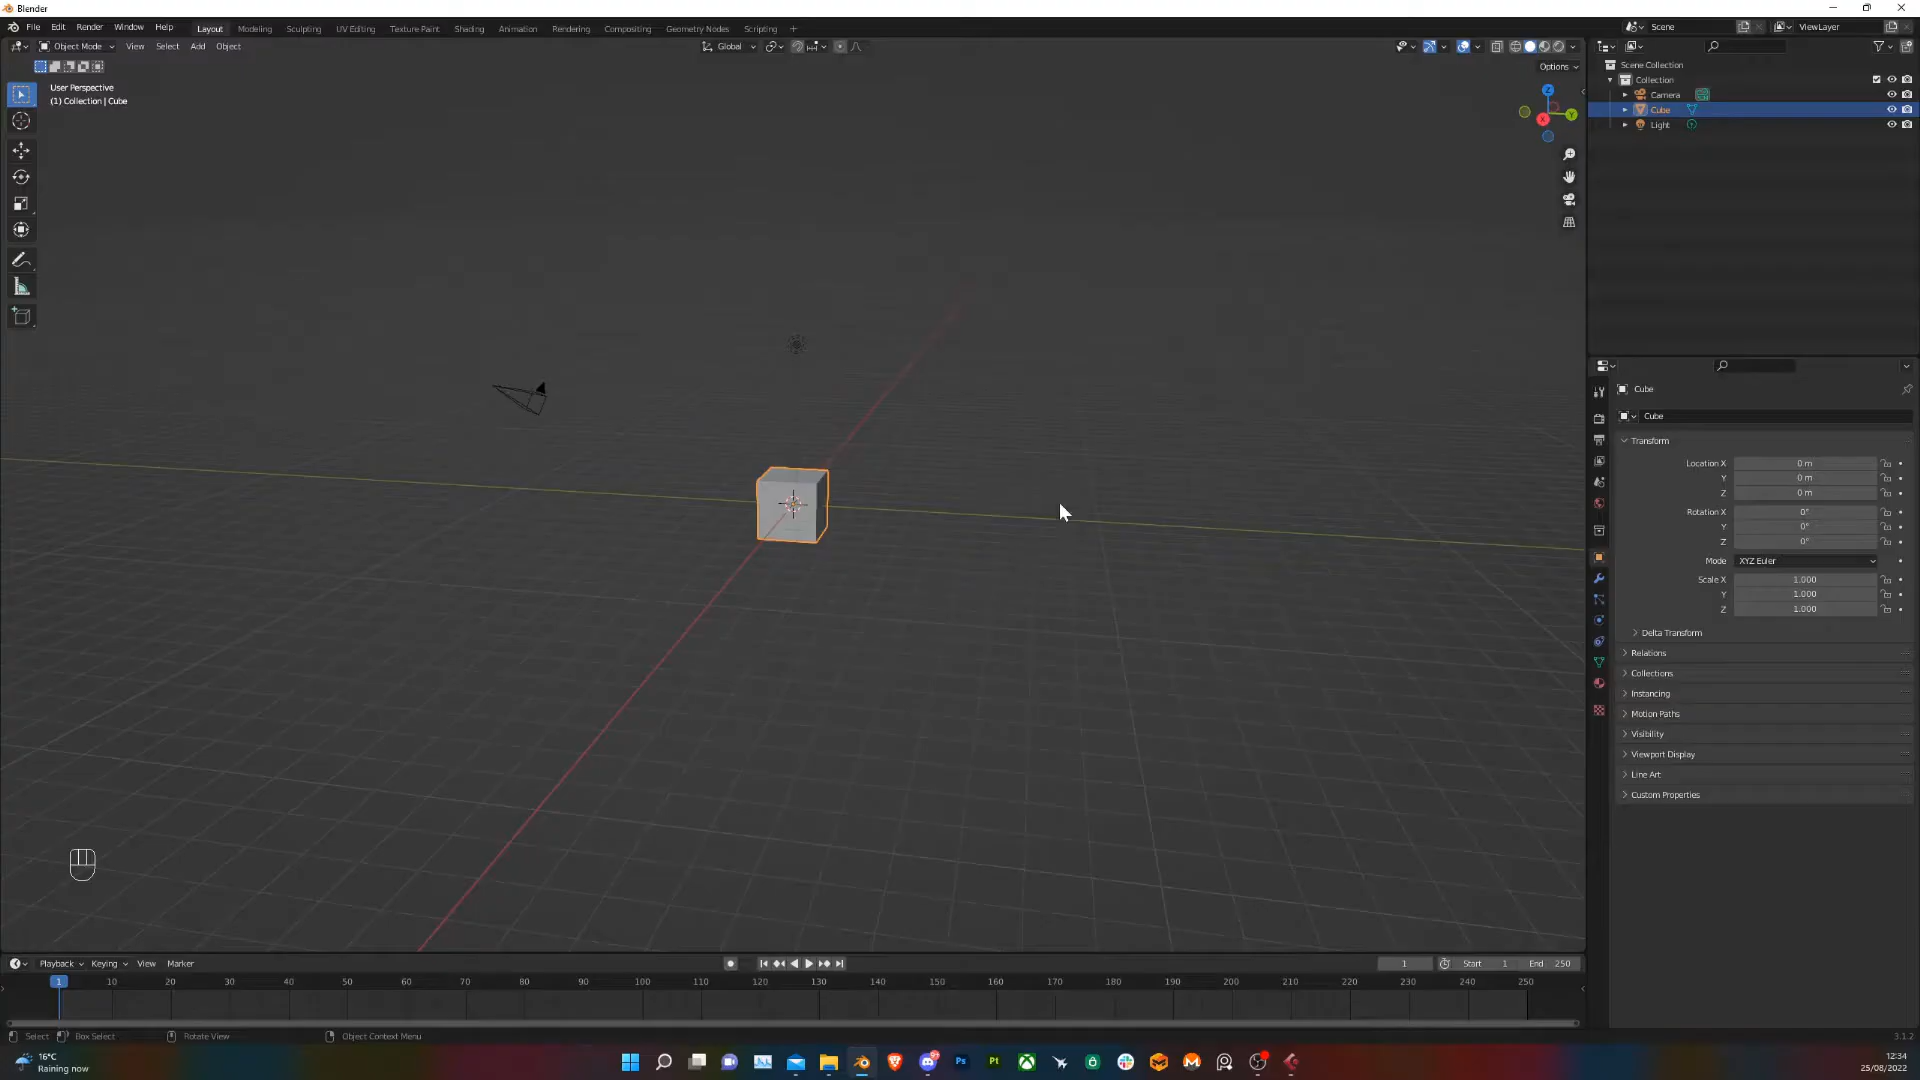 Blender
File Edit Render Window Help Layout Modeling Sculpting UV Editing Texture Paint Shading Animation Rendering Compositing Geometry Nodes Scripting + Scene ViewLayer
Object Mode View Select Add Object Global
Options
User Perspective
(1) Collection | Cube
Z
Y
X
Scene Collection
Collection
Camera
Cube
Light
Cube
Cube
Transform
Location X 0 m
Y 0 m
Z 0 m
Rotation X 0°
Y 0°
Z 0°
Mode XYZ Euler
Scale X 1.000
Y 1.000
Z 1.000
Delta Transform
Relations
Collections
Instancing
Motion Paths
Visibility
Viewport Display
Line Art
Custom Properties
Playback Keying View Marker 1 Start 1 End 250
1 10 20 30 40 50 60 70 80 90 100 110 120 130 140 150 160 170 180 190 200 210 220 230 240 250
Select Box Select Rotate View Object Context Menu 3.1.2
16°C
Raining now
Ps
Pt
12:34
25/08/2022